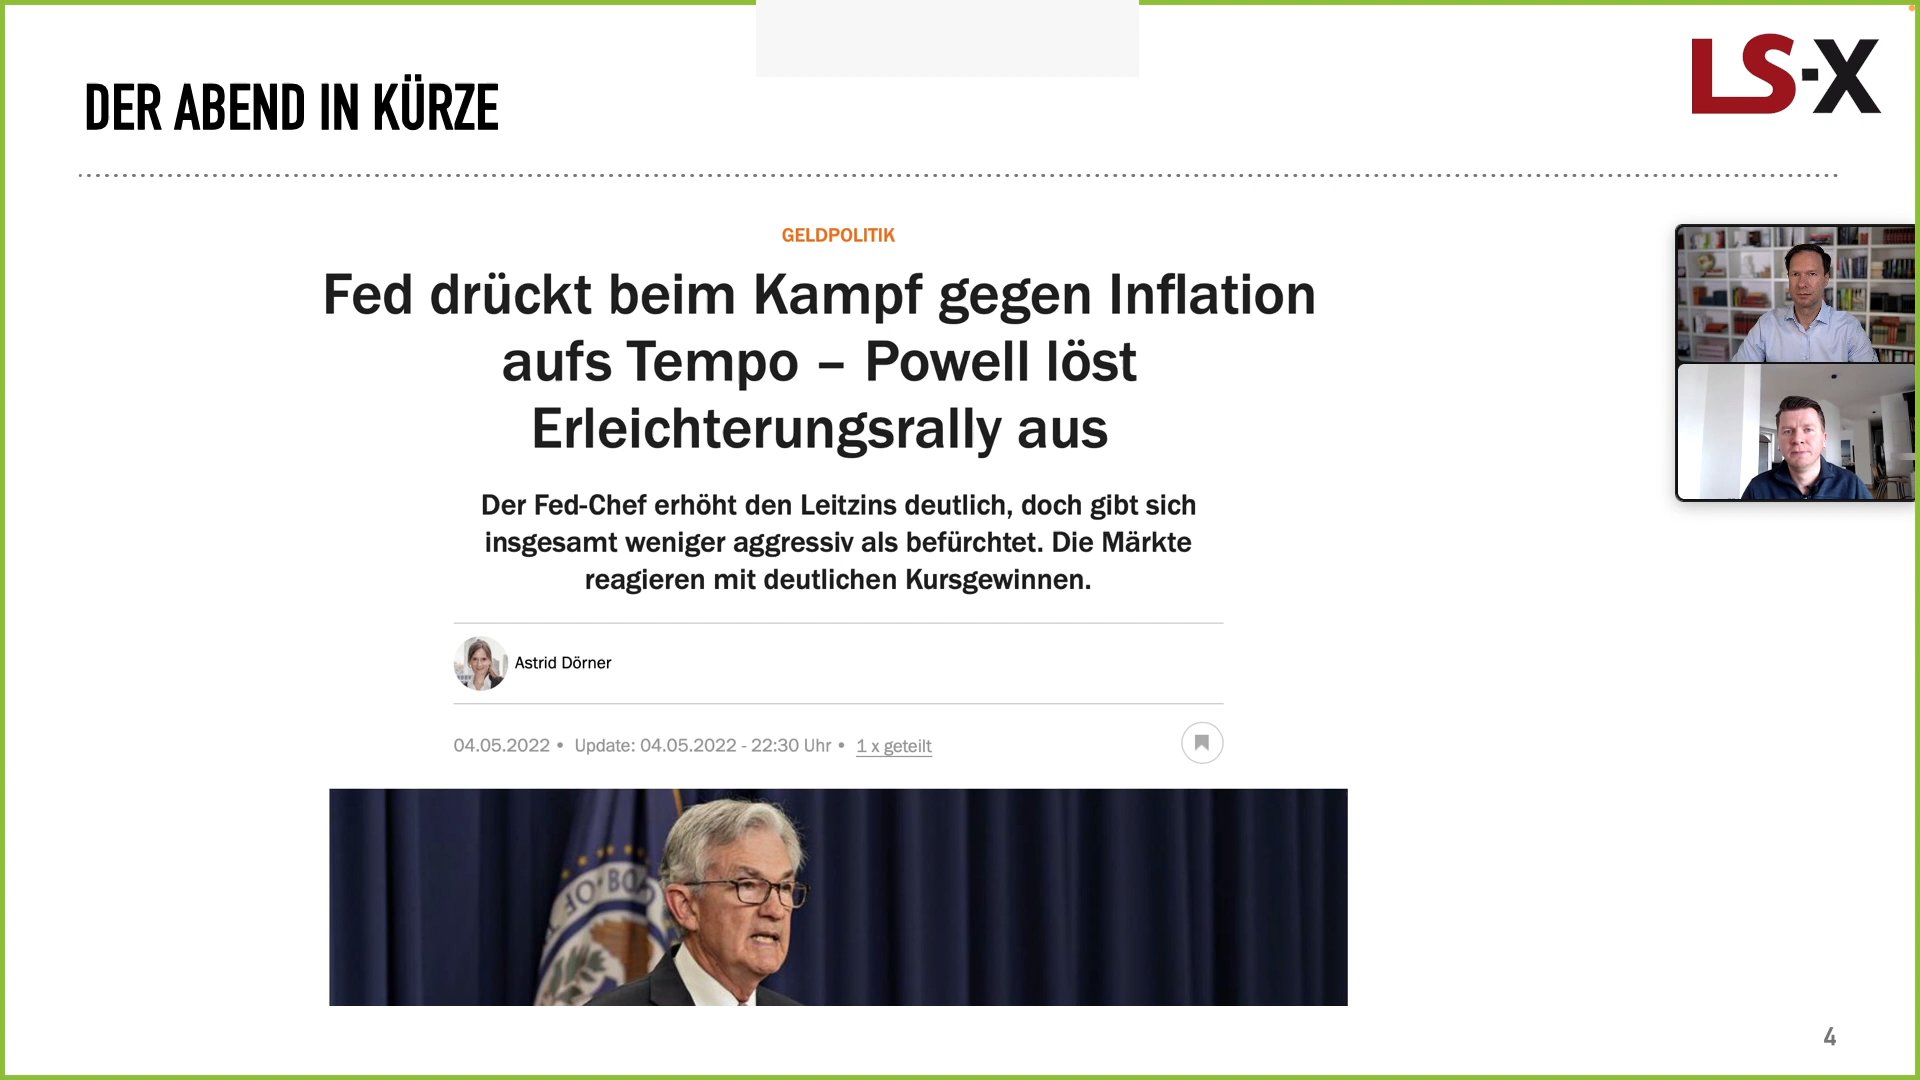 DER ABEND IN KÜRZE
LS-X
GELDPOLITIK
Fed drückt beim Kampf gegen Inflation
aufs Tempo – Powell löst
Erleichterungsrally aus
Der Fed-Chef erhöht den Leitzins deutlich, doch gibt sich
insgesamt weniger aggressiv als befürchtet. Die Märkte
reagieren mit deutlichen Kursgewinnen.
Astrid Dörner
04.05.2022 • Update: 04.05.2022 - 22:30 Uhr • 1 x geteilt
4